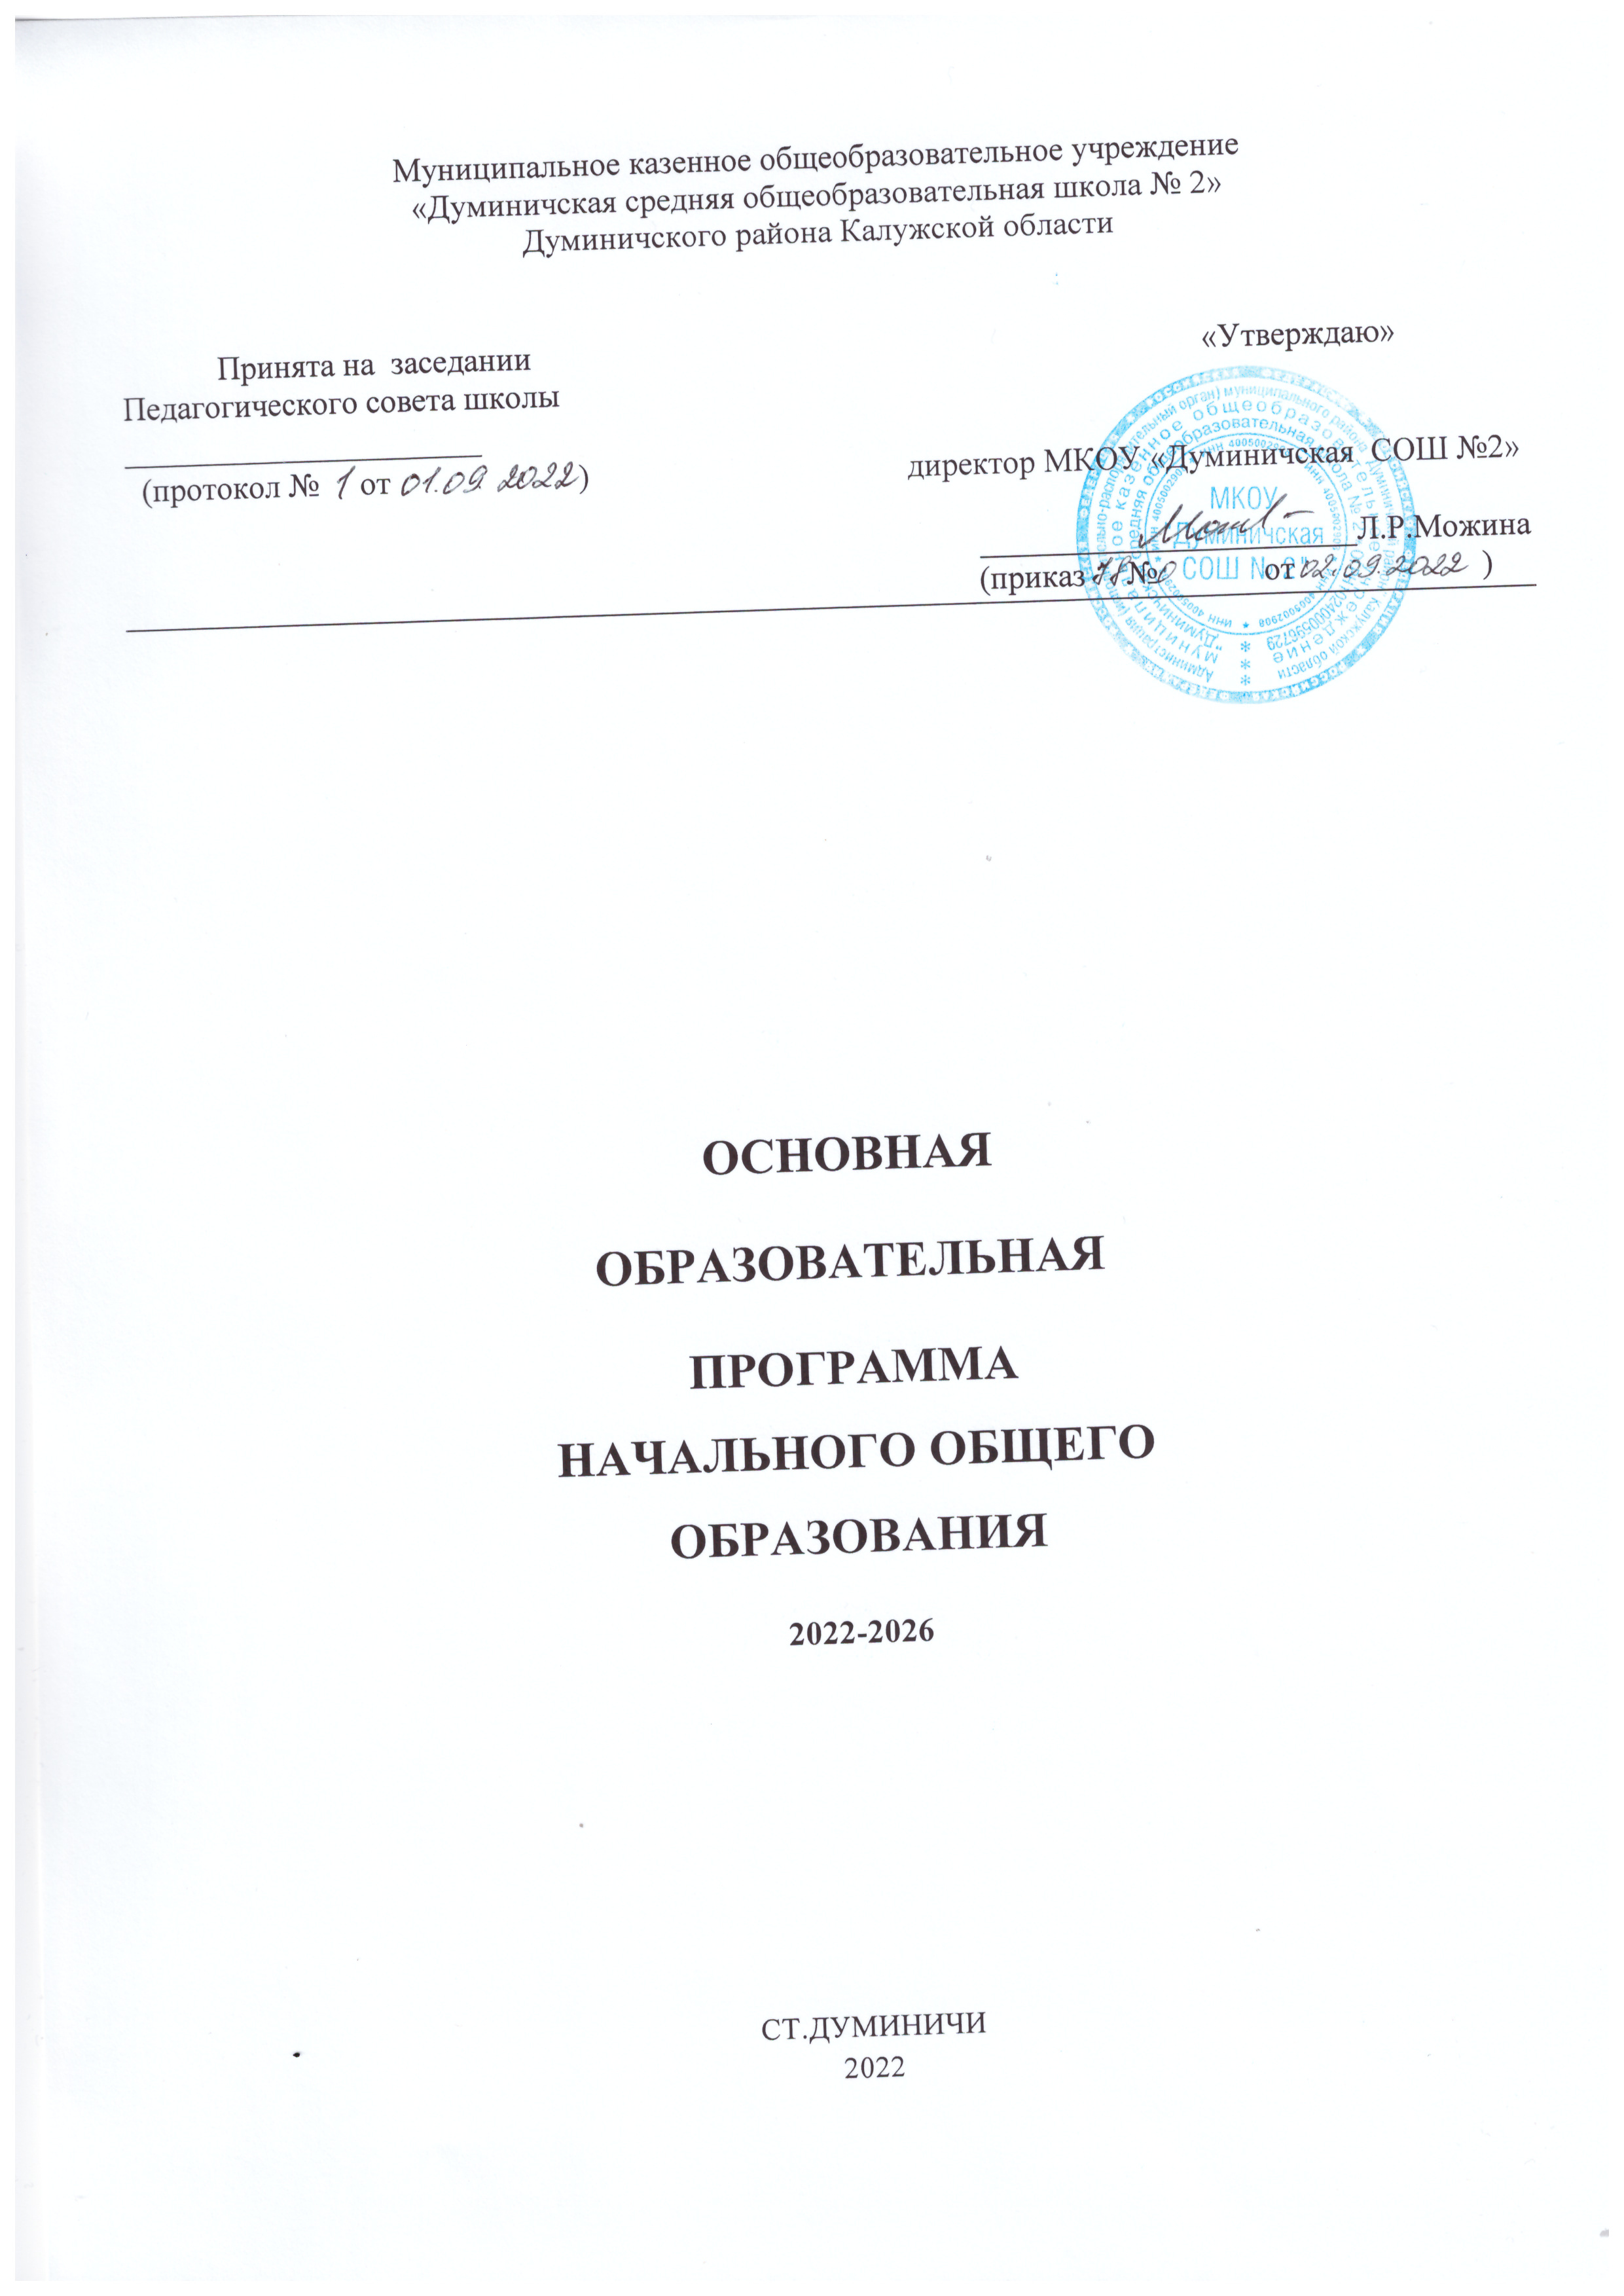 Муниципальное казенное общеобразовательное учреждение
«Думиничская средняя общеобразовательная школа № 2»
Думиничского района Калужской области
Принята на заседании
Педагогического совета школы
(протокол № 1 от 01.09.2022)
«Утверждаю»
директор МКОУ «Думиничская СОШ №2»
Л.Р.Можина
(приказ № от 02.09.2022 )
МКОУ
"Думиничская
СОШ № 2"
ОСНОВНАЯ
ОБРАЗОВАТЕЛЬНАЯ
ПРОГРАММА
НАЧАЛЬНОГО ОБЩЕГО
ОБРАЗОВАНИЯ
2022-2026
СТ.ДУМИНИЧИ
2022